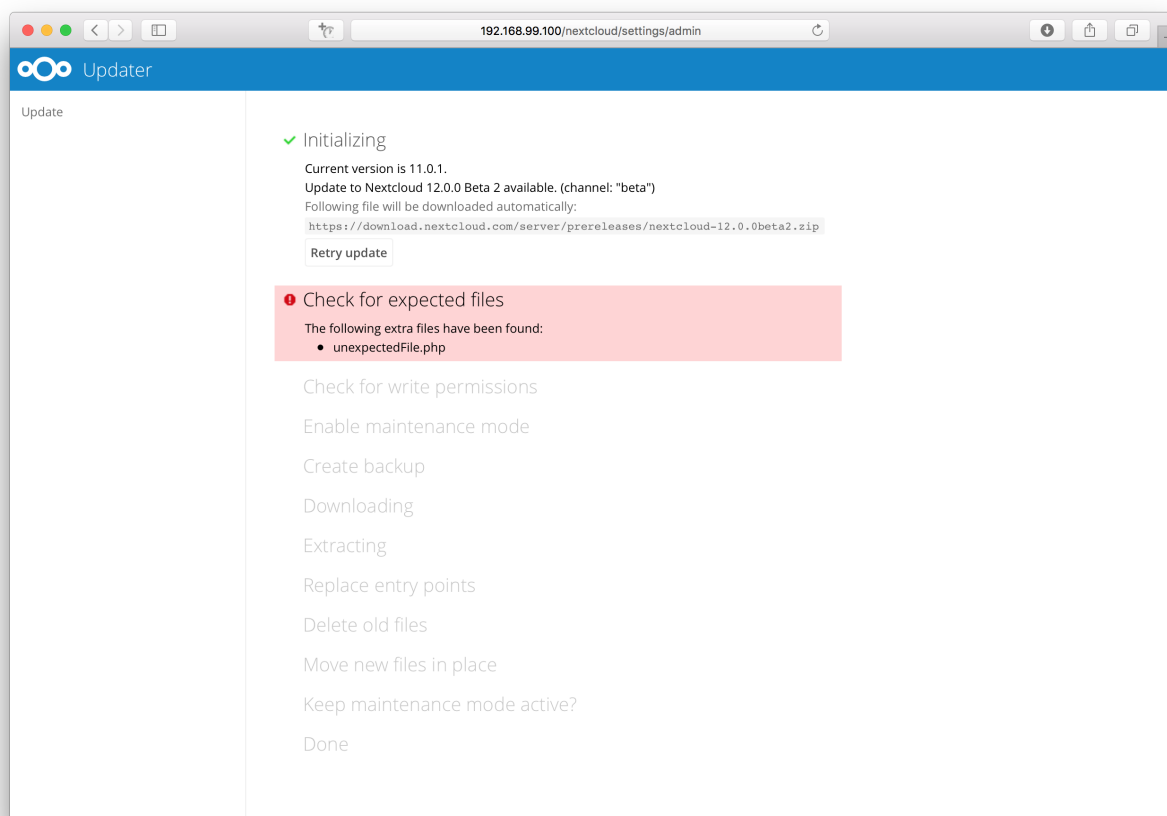 192.168.99.100/nextcloud/settings/admin
Updater
Update
Initializing
Current version is 11.0.1.
Update to Nextcloud 12.0.0 Beta 2 available. (channel: "beta")
Following file will be downloaded automatically:
https://download.nextcloud.com/server/prereleases/nextcloud-12.0.0beta2.zip
Retry update
Check for expected files
The following extra files have been found:
● unexpectedFile.php
Check for write permissions
Enable maintenance mode
Create backup
Downloading
Extracting
Replace entry points
Delete old files
Move new files in place
Keep maintenance mode active?
Done